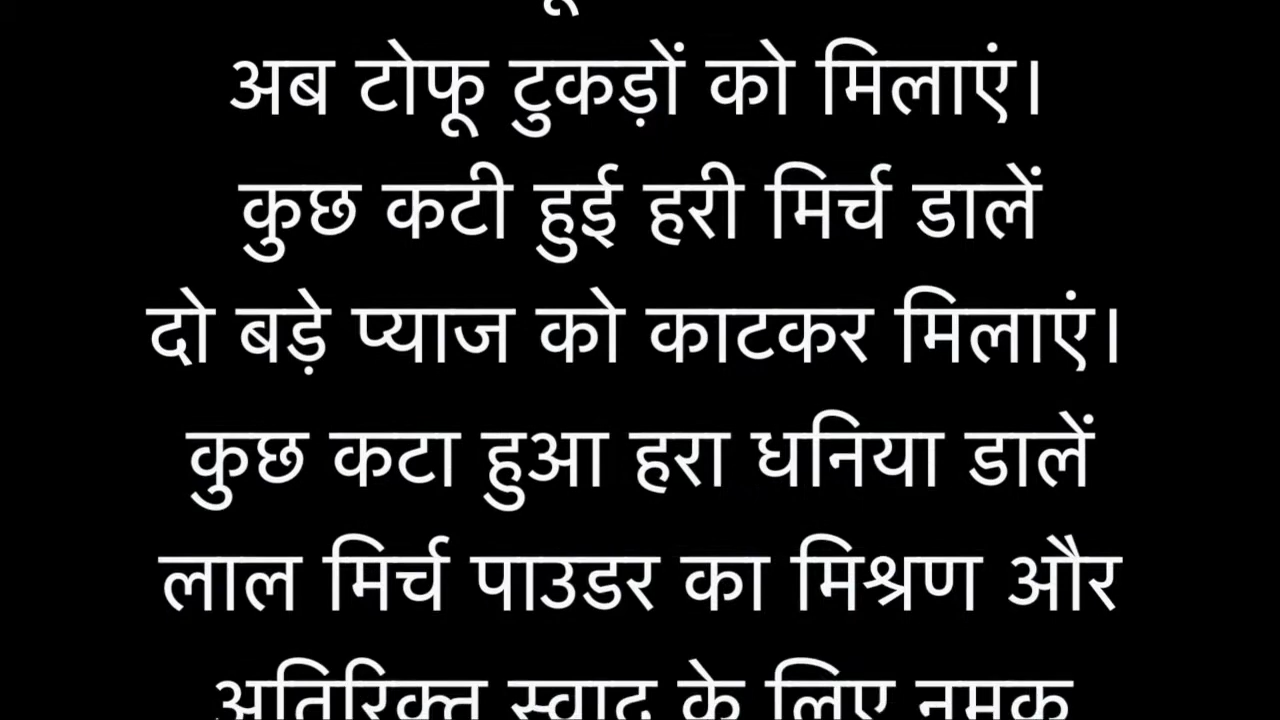 अब टोफू टुकड़ों को मिलाएं।
कुछ कटी हुई हरी मिर्च डालें
दो बड़े प्याज को काटकर मिलाएं।
कुछ कटा हुआ हरा धनिया डालें
लाल मिर्च पाउडर का मिश्रण और
अतिरिक्त स्वाद के लिए नमक